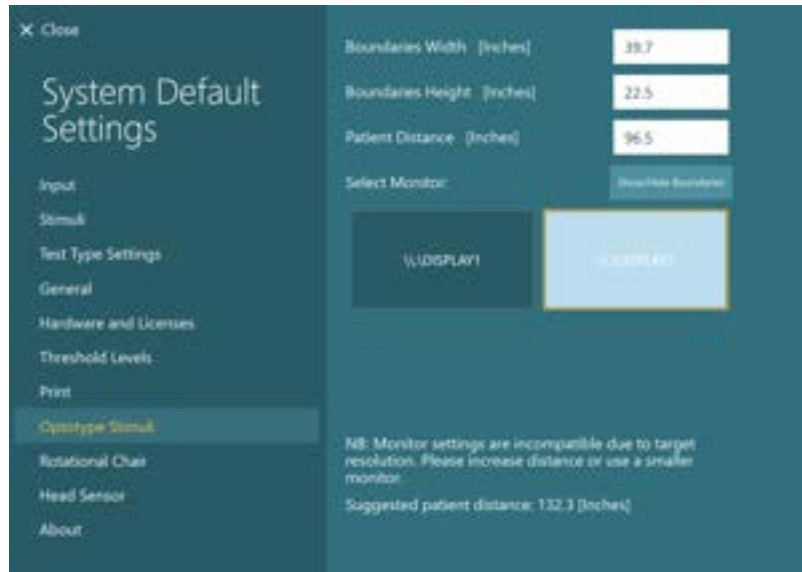 × Close
System Default
Settings
Input
Stimuli
Test Type Settings
General
Hardware and Licenses
Threshold Levels
Print
Optotype Stimuli
Rotational Chair
Head Sensor
About
Boundaries Width [Inches] 39.7
Boundaries Height [Inches] 22.5
Patient Distance [Inches] 96.5
Select Monitor: Show/Hide Boundaries
\\.\DISPLAY1
NB: Monitor settings are incompatible due to target
resolution. Please increase distance or use a smaller
monitor.
Suggested patient distance: 132.3 [Inches]